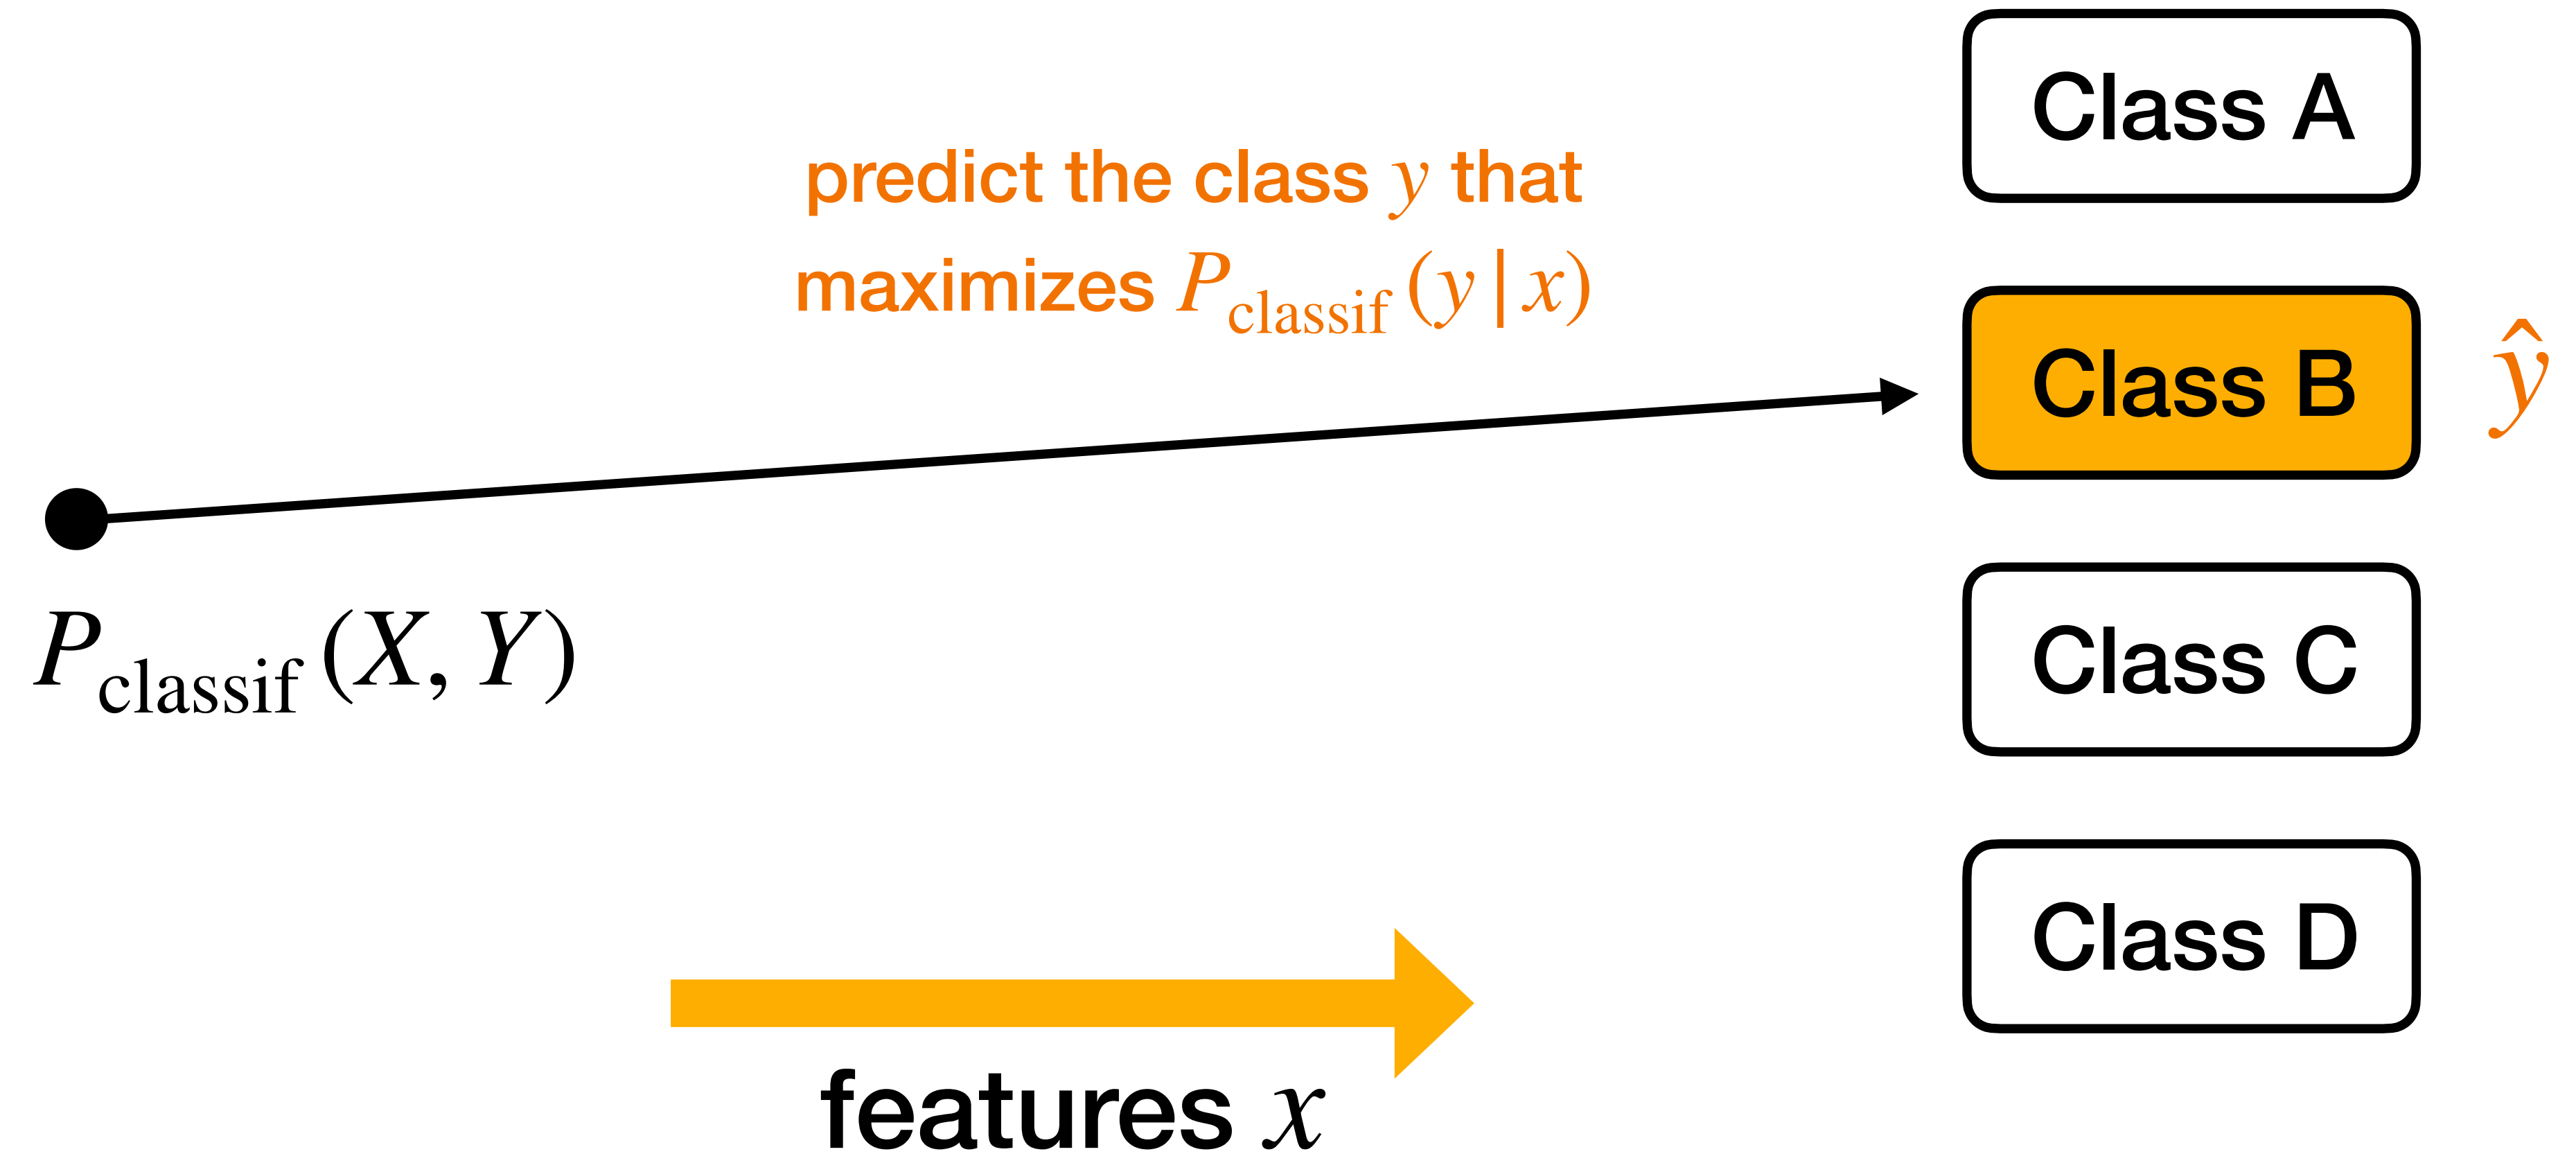 Class A
predict the class y that
maximizes P_classif (y | x)
Class B
ŷ
P_classif (X, Y)
Class C
Class D
features x